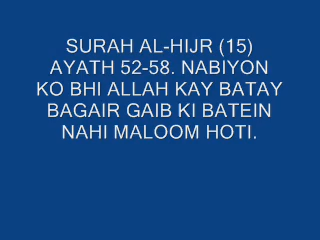 SURAH AL-HIJR (15)
AYATH 52-58. NABIYON
KO BHI ALLAH KAY BATAY
BAGAIR GAIB KI BATEIN
NAHI MALOOM HOTI.